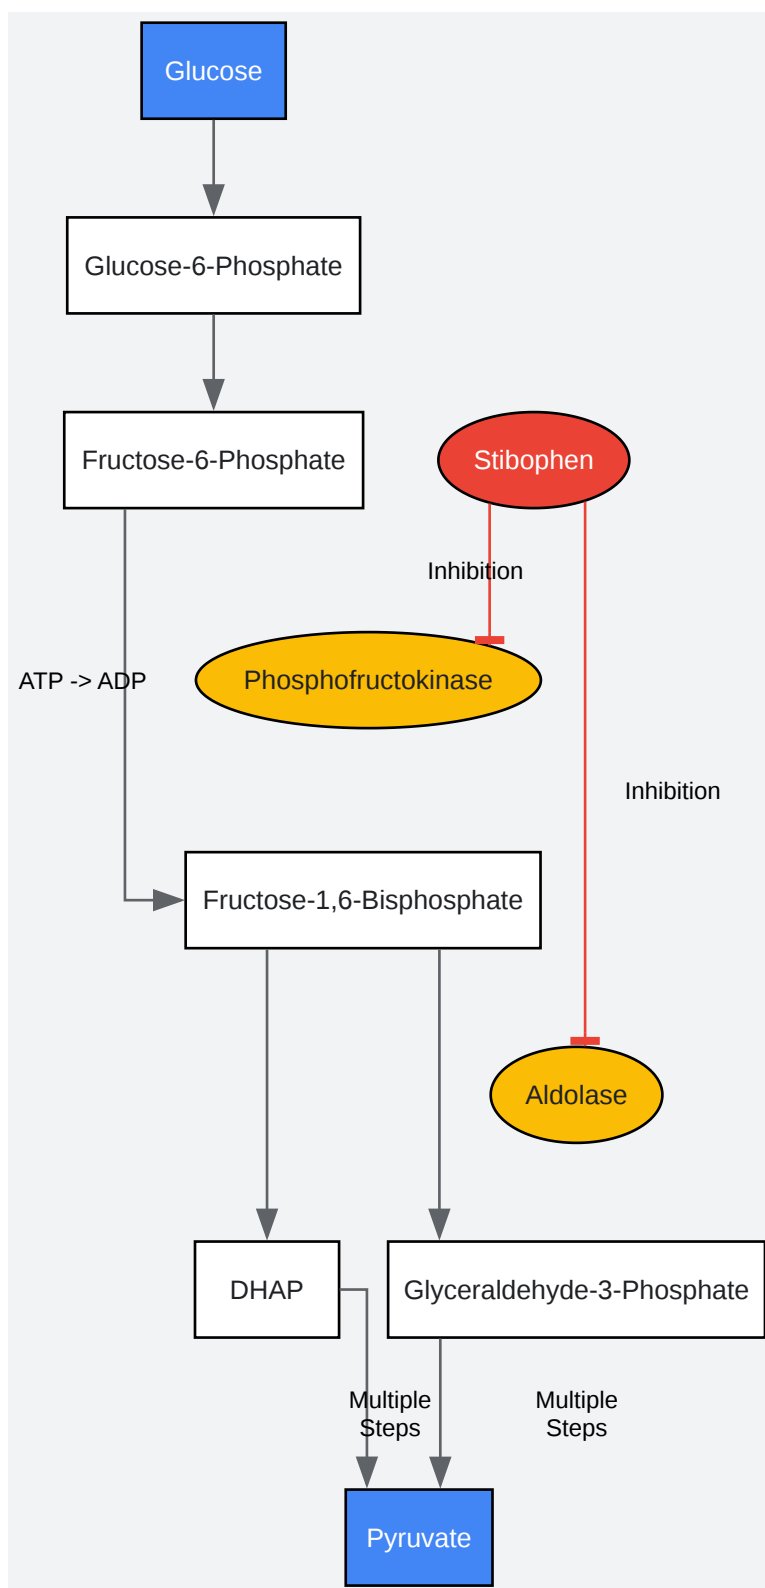 Glucose
Glucose-6-Phosphate
Fructose-6-Phosphate
Stibophen
Inhibition
ATP -> ADP
Phosphofructokinase
Inhibition
Fructose-1,6-Bisphosphate
Aldolase
DHAP
Glyceraldehyde-3-Phosphate
Multiple
Steps
Multiple
Steps
Pyruvate